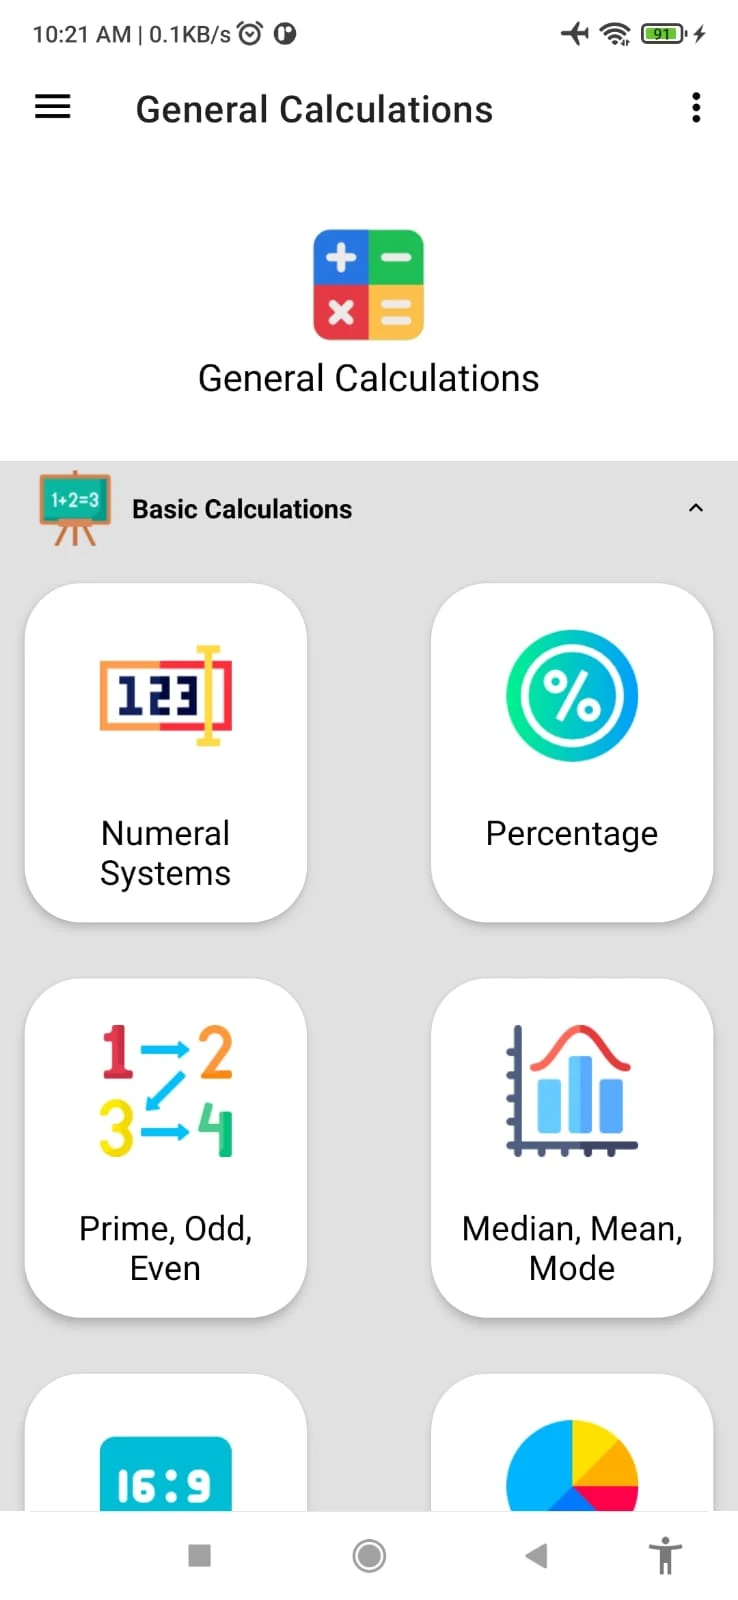 10:21 AM | 0.1KB/s
91
General Calculations
General Calculations
1+2=3
Basic Calculations
123
%
Numeral
Systems
Percentage
1 2
3 4
Prime, Odd,
Even
Median, Mean,
Mode
16:9